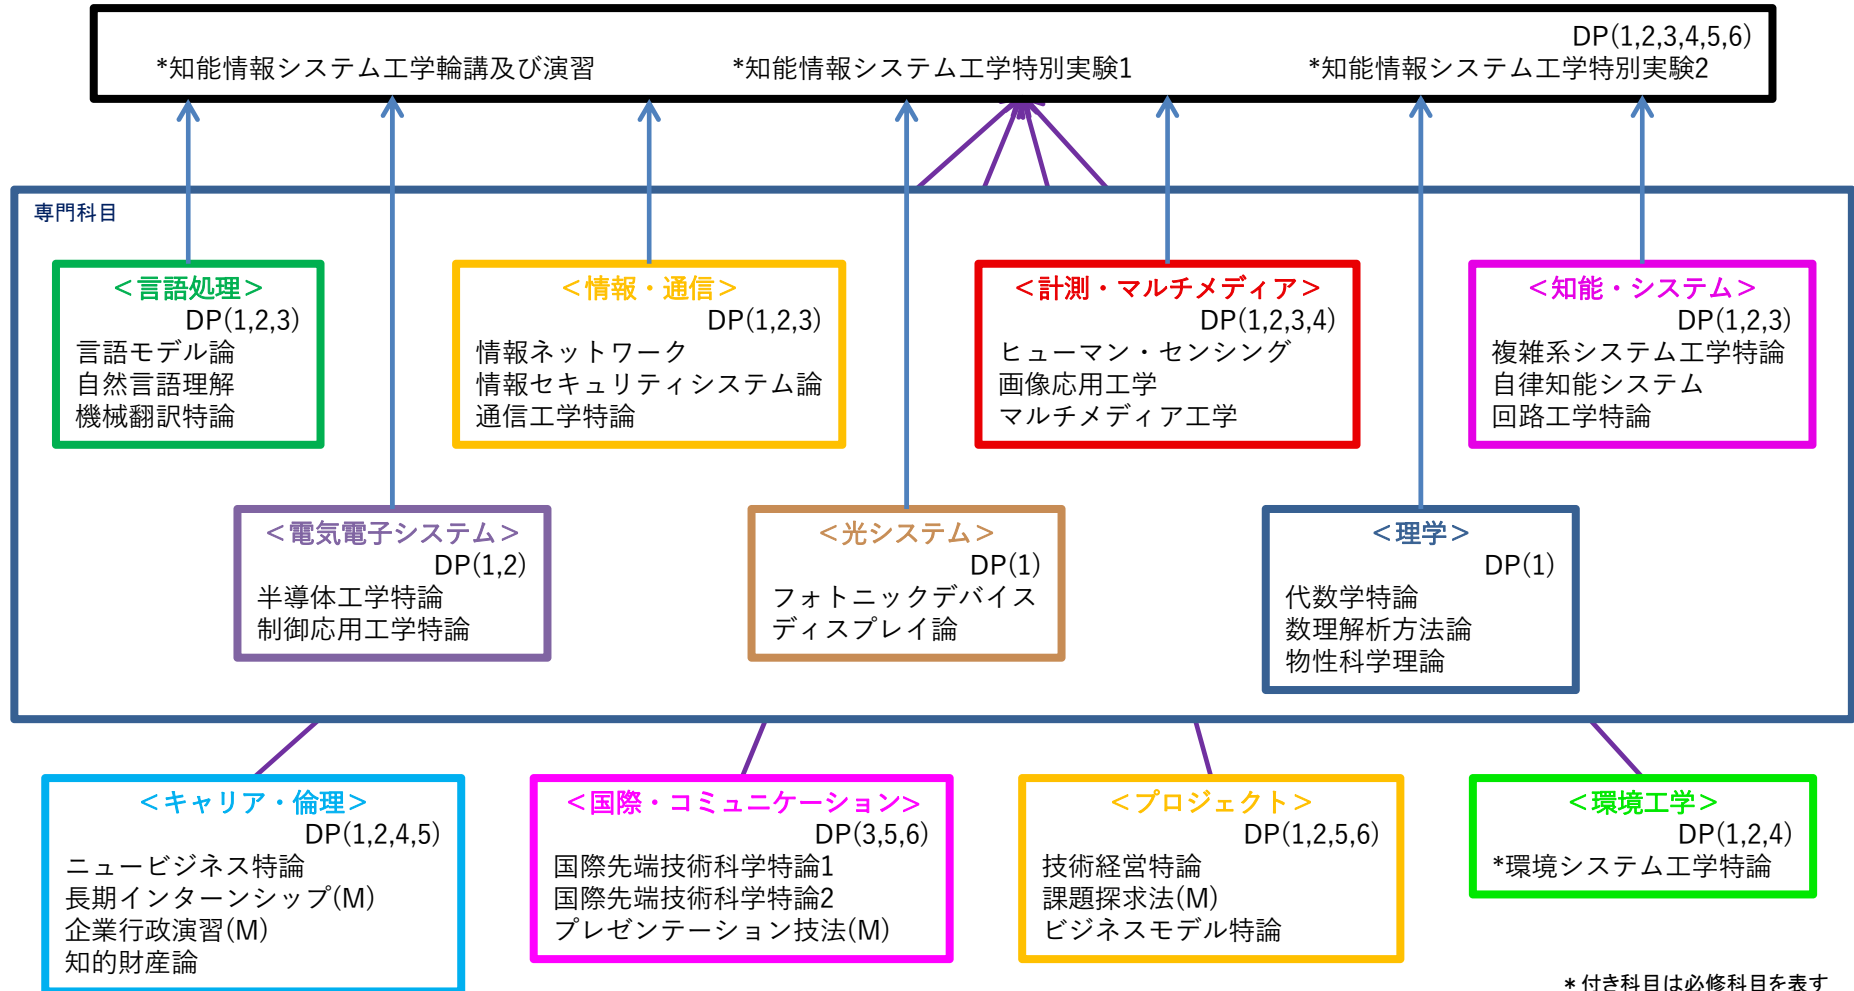 DP(1,2,3,4,5,6)
*知能情報システム工学輪講及び演習
*知能情報システム工学特別実験1
*知能情報システム工学特別実験2
専門科目
<言語処理>
DP(1,2,3)
言語モデル論
自然言語理解
機械翻訳特論
<情報・通信>
DP(1,2,3)
情報ネットワーク
情報セキュリティシステム論
通信工学特論
<計測・マルチメディア>
DP(1,2,3,4)
ヒューマン・センシング
画像応用工学
マルチメディア工学
<知能・システム>
DP(1,2,3)
複雑系システム工学特論
自律知能システム
回路工学特論
<電気電子システム>
DP(1,2)
半導体工学特論
制御応用工学特論
<光システム>
DP(1)
フォトニックデバイス
ディスプレイ論
<理学>
DP(1)
代数学特論
数理解析方法論
物性科学理論
<キャリア・倫理>
DP(1,2,4,5)
ニュービジネス特論
長期インターンシップ(M)
企業行政演習(M)
知的財産論
<国際・コミュニケーション>
DP(3,5,6)
国際先端技術科学特論1
国際先端技術科学特論2
プレゼンテーション技法(M)
<プロジェクト>
DP(1,2,5,6)
技術経営特論
課題探求法(M)
ビジネスモデル特論
<環境工学>
DP(1,2,4)
*環境システム工学特論
*付き科目は必修科目を表す